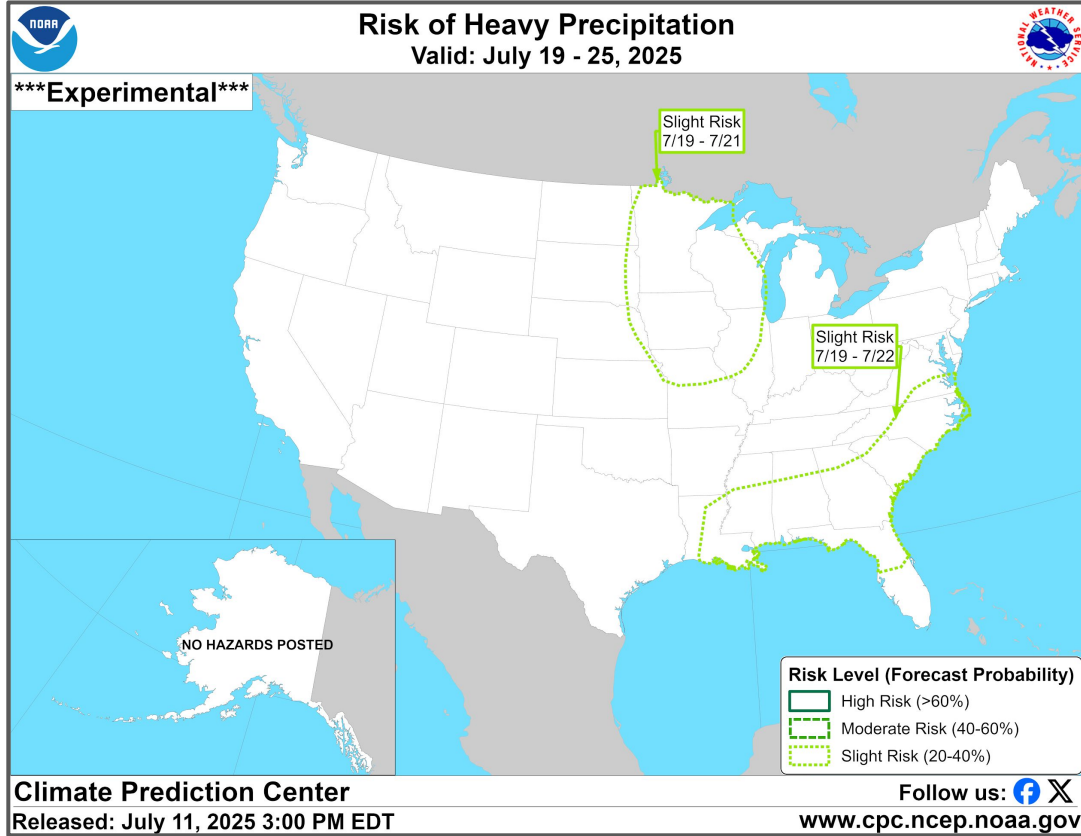 NOAA
Risk of Heavy Precipitation
Valid: July 19 - 25, 2025
NATIONAL WEATHER SERVICE
***Experimental***
Slight Risk
7/19 - 7/21
Slight Risk
7/19 - 7/22
NO HAZARDS POSTED
Risk Level (Forecast Probability)
High Risk (>60%)
Moderate Risk (40-60%)
Slight Risk (20-40%)
Climate Prediction Center
Follow us:
Released: July 11, 2025 3:00 PM EDT
www.cpc.ncep.noaa.gov